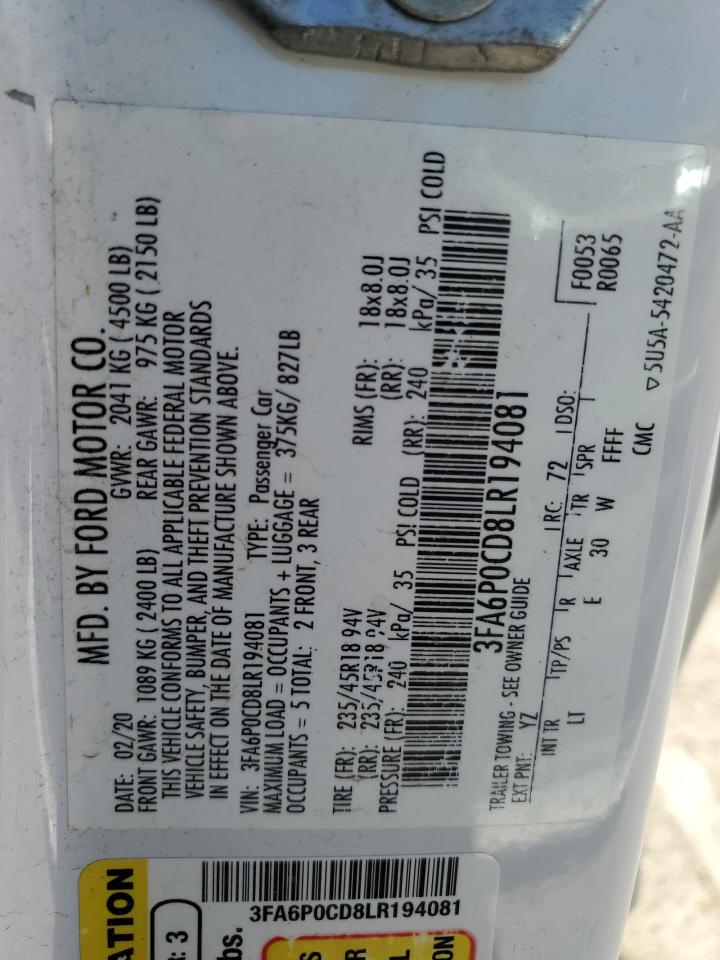 MFD. BY FORD MOTOR CO.
DATE: 02/20 GVWR: 2041 KG ( 4500 LB)
FRONT GAWR: 1089 KG ( 2400 LB) REAR GAWR: 975 KG ( 2150 LB)
THIS VEHICLE CONFORMS TO ALL APPLICABLE FEDERAL MOTOR
VEHICLE SAFETY, BUMPER, AND THEFT PREVENTION STANDARDS
IN EFFECT ON THE DATE OF MANUFACTURE SHOWN ABOVE.
VIN: 3FA6P0CD8LR194081 TYPE: Passenger Car
MAXIMUM LOAD = OCCUPANTS + LUGGAGE = 375KG/ 827LB
OCCUPANTS = 5 TOTAL: 2 FRONT, 3 REAR
TIRE (FR): 235/45R18 94V RIMS (FR): 18x8.0J
(RR): 235/45R18 94V (RR): 18x8.0J
PRESSURE (FR): 240 kPa/ 35 PSI COLD (RR): 240 kPa/ 35 PSI COLD
3FA6P0CD8LR194081
TRAILER TOWING - SEE OWNER GUIDE
EXT PNT: YZ RC: 72 DSO: F0053
R0065
INT TR TP/PS R AXLE TR SPR
LT E 30 W FFFF
CMC ▽5U5A-5420472-AA
ATION
R: 3
bs.
3FA6P0CD8LR194081
S
R
L
ION